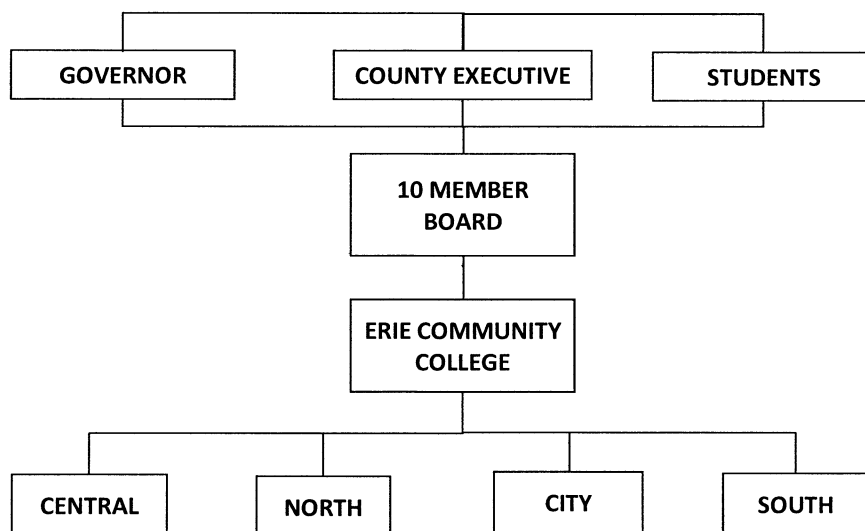 GOVERNOR
COUNTY EXECUTIVE
STUDENTS
10 MEMBER
BOARD
ERIE COMMUNITY
COLLEGE
CENTRAL
NORTH
CITY
SOUTH